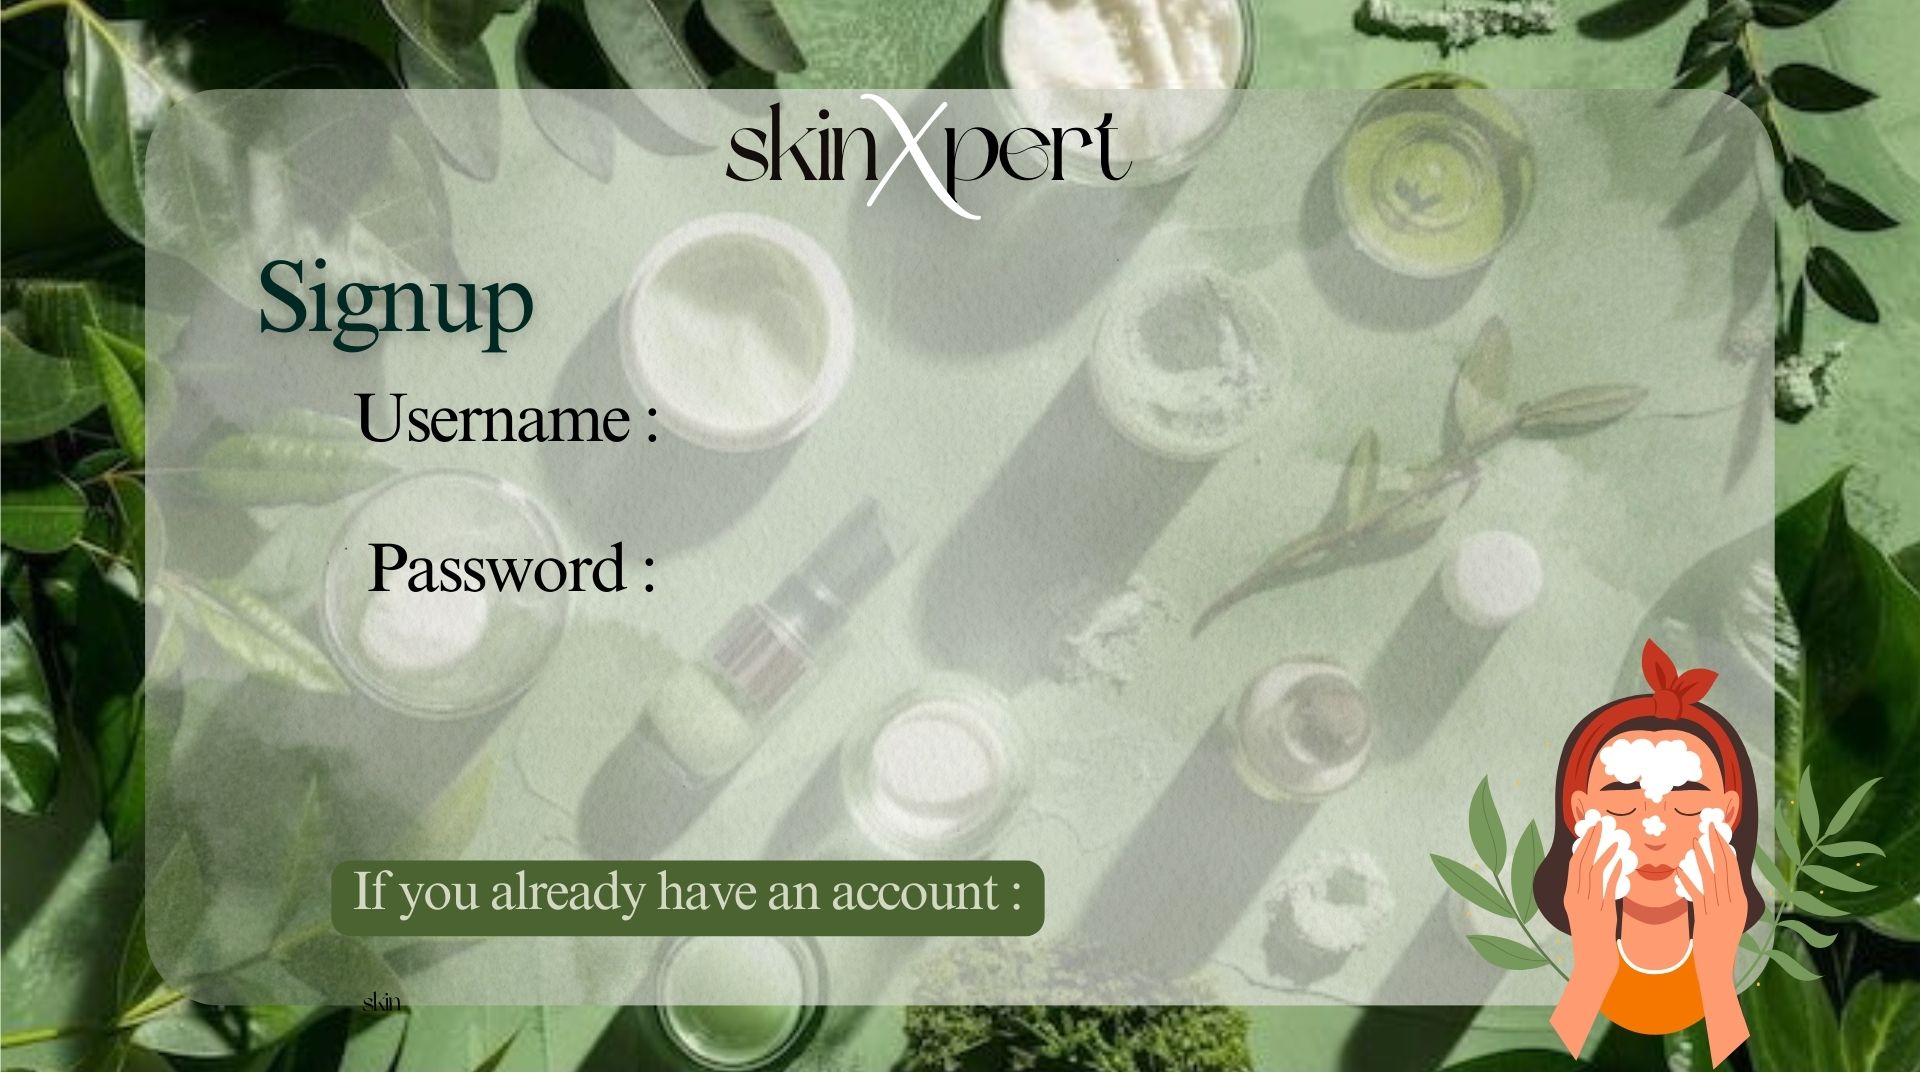 skinXpert
Signup
Username :
Password :
If you already have an account :
skin